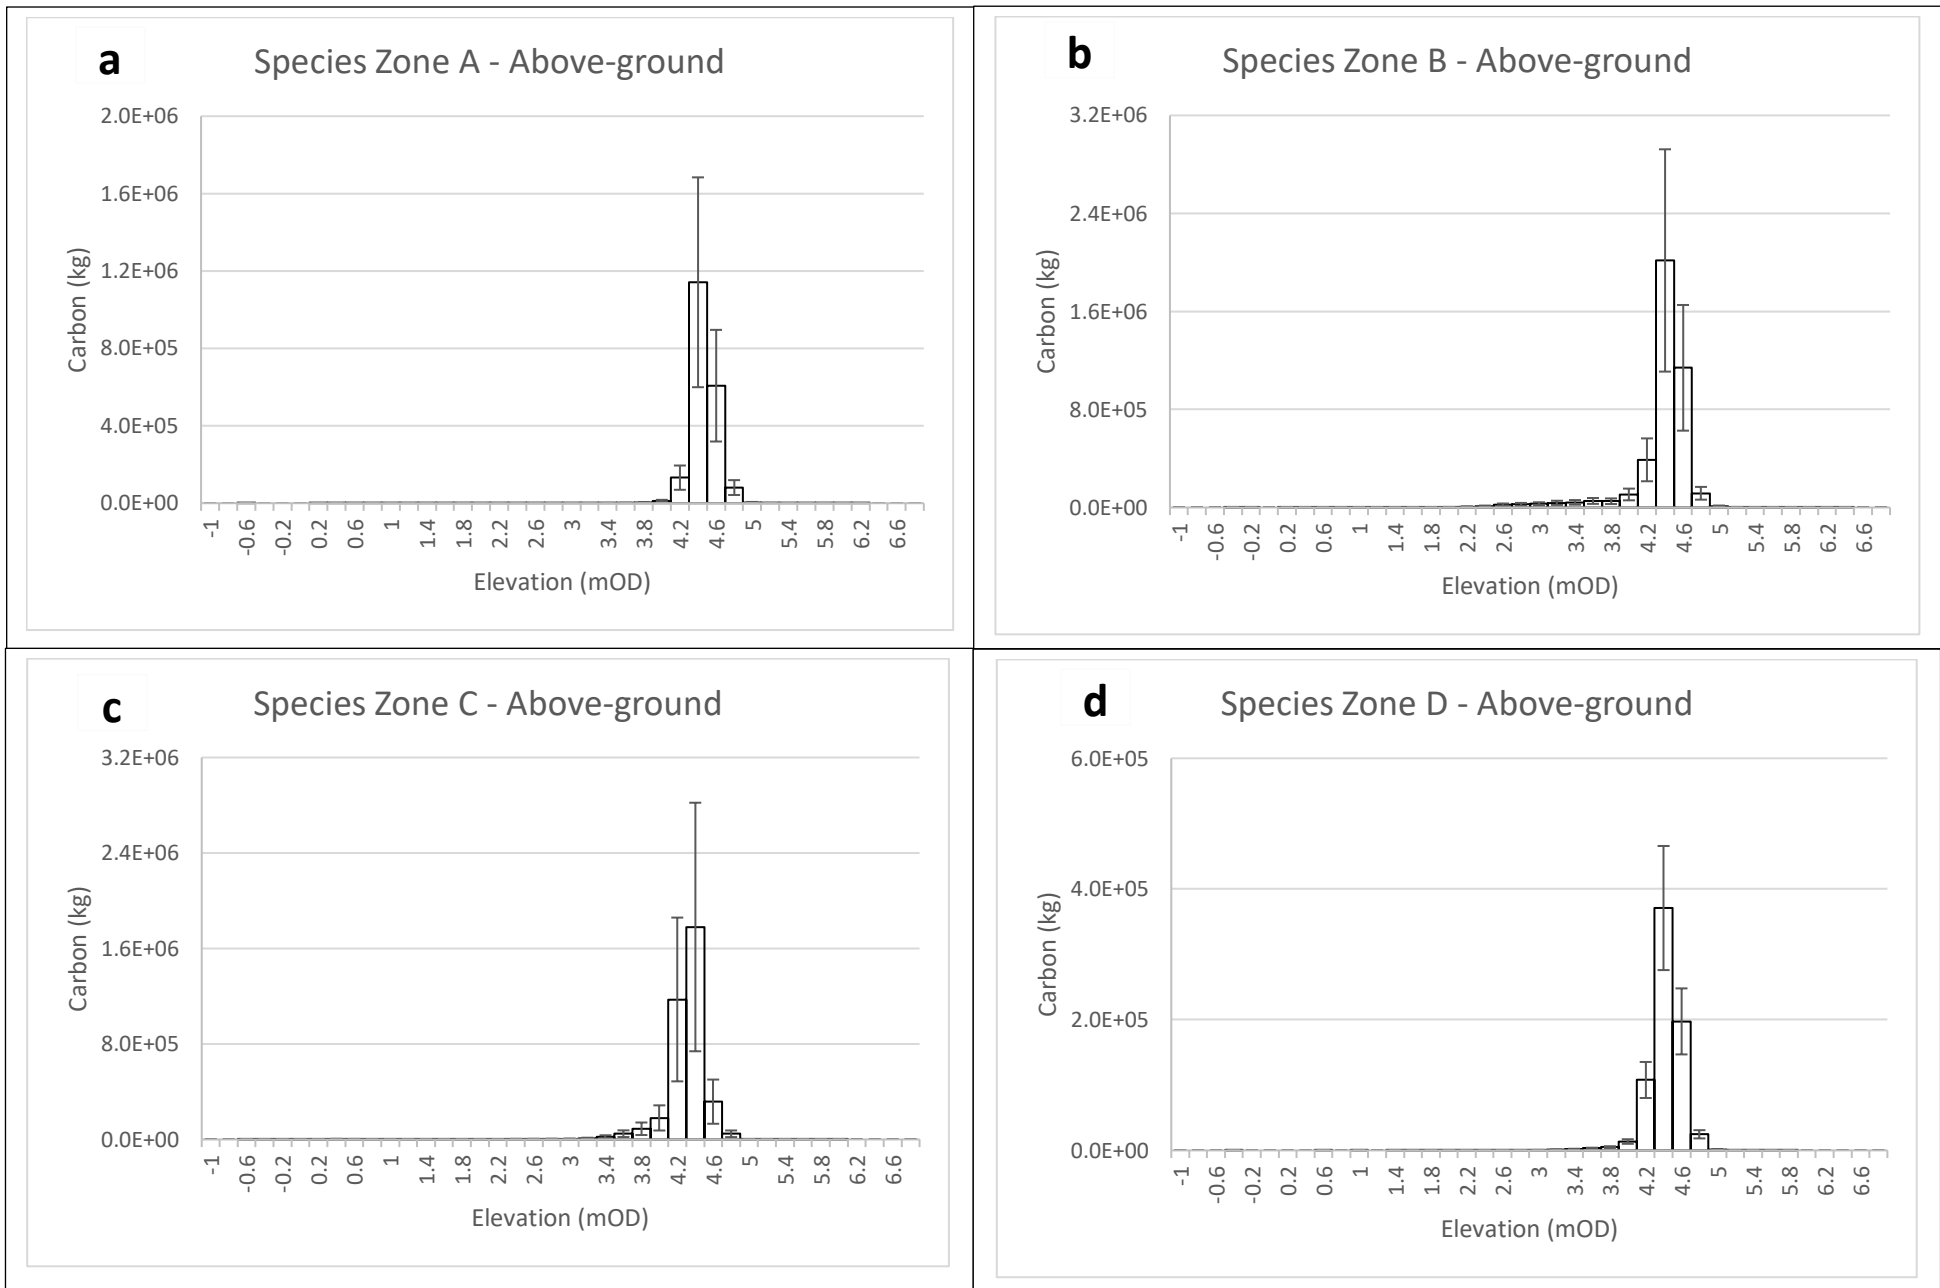 a
Species Zone A - Above-ground
2.0E+06
1.6E+06
1.2E+06
8.0E+05
4.0E+05
0.0E+00
Carbon (kg)
-1 -0.6 -0.2 0.2 0.6 1 1.4 1.8 2.2 2.6 3 3.4 3.8 4.2 4.6 5 5.4 5.8 6.2 6.6
Elevation (mOD)
b
Species Zone B - Above-ground
3.2E+06
2.4E+06
1.6E+06
8.0E+05
0.0E+00
Carbon (kg)
-1 -0.6 -0.2 0.2 0.6 1 1.4 1.8 2.2 2.6 3 3.4 3.8 4.2 4.6 5 5.4 5.8 6.2 6.6
Elevation (mOD)
c
Species Zone C - Above-ground
3.2E+06
2.4E+06
1.6E+06
8.0E+05
0.0E+00
Carbon (kg)
-1 -0.6 -0.2 0.2 0.6 1 1.4 1.8 2.2 2.6 3 3.4 3.8 4.2 4.6 5 5.4 5.8 6.2 6.6
Elevation (mOD)
d
Species Zone D - Above-ground
6.0E+05
4.0E+05
2.0E+05
0.0E+00
Carbon (kg)
-1 -0.6 -0.2 0.2 0.6 1 1.4 1.8 2.2 2.6 3 3.4 3.8 4.2 4.6 5 5.4 5.8 6.2 6.6
Elevation (mOD)